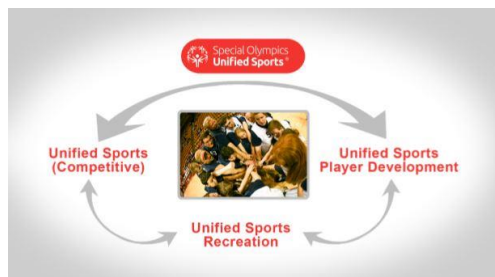 Special Olympics
Unified Sports®
Unified Sports
(Competitive)
Unified Sports
Player Development
Unified Sports
Recreation